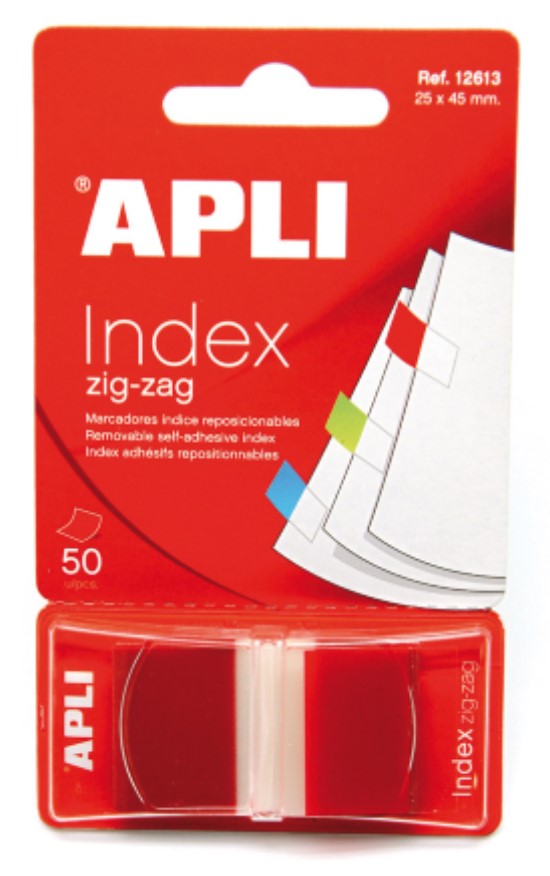 Ref. 12613
25 x 45 mm.
®APLI
Index
zig-zag
Marcadores índice reposicionables
Removable self-adhesive index
Index adhésifs repositionnables
50
u/pcs.
APLI
Index zig-zag